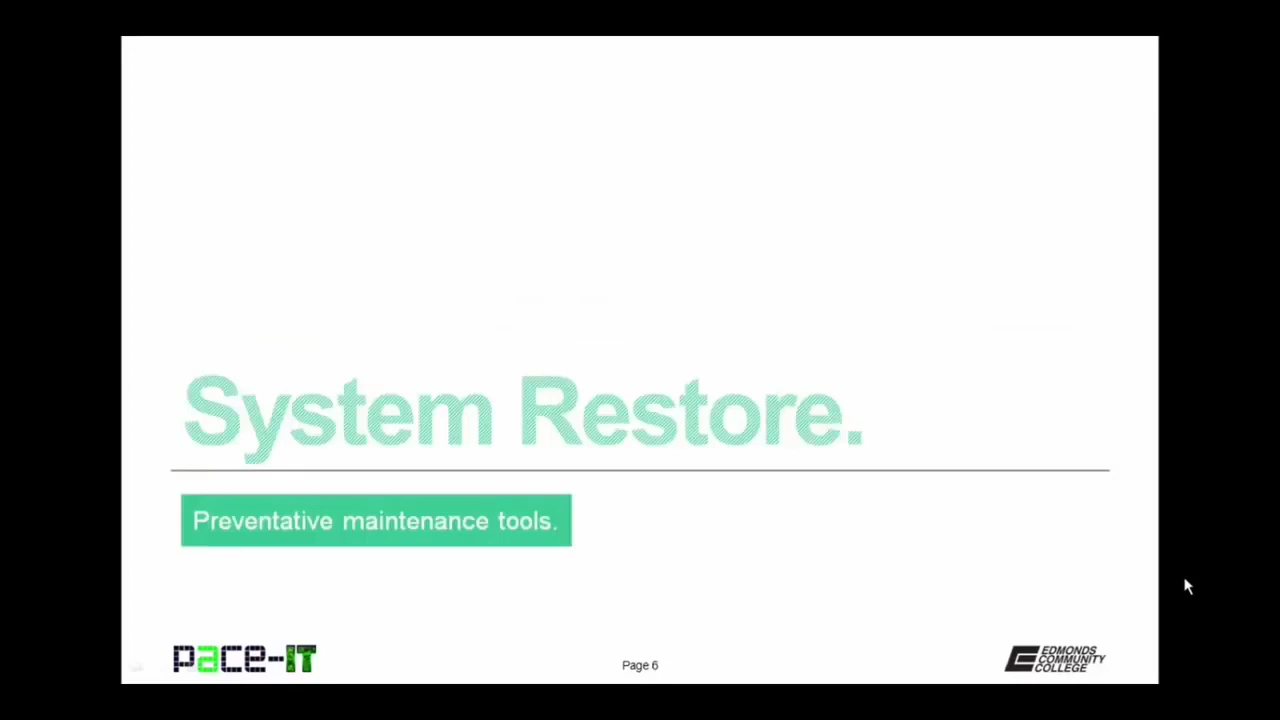 System Restore.
Preventative maintenance tools.
pace-IT
Page 6
EDMONDS
COMMUNITY
COLLEGE